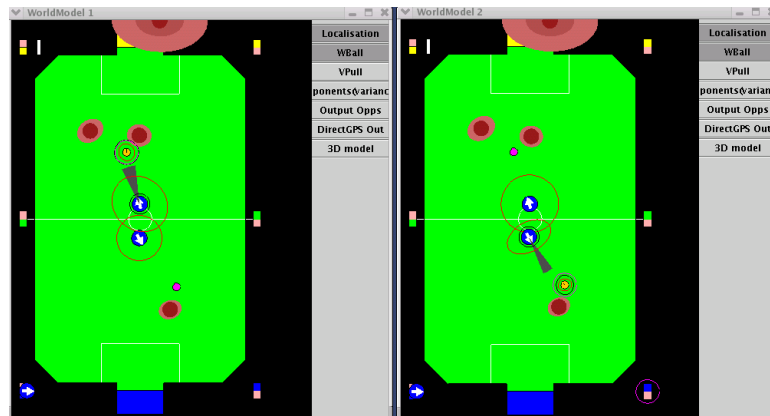 WorldModel 1
Localisation
WBall
VPull
ponents(varianc
Output Opps
DirectGPS Out
3D model
WorldModel 2
Localisation
WBall
VPull
ponents(varian
Output Opps
DirectGPS Out
3D model